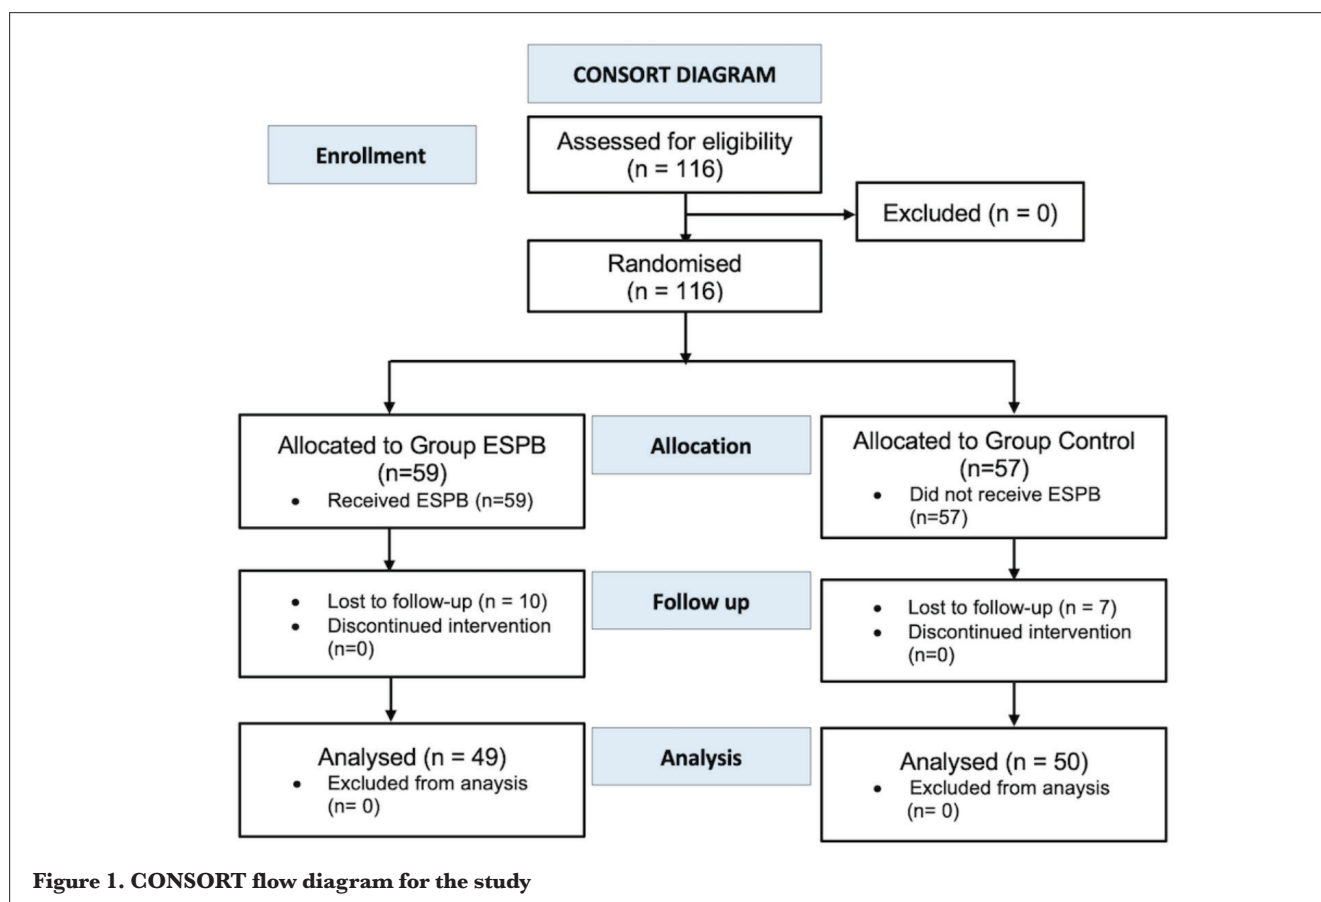 CONSORT DIAGRAM
Enrollment
Assessed for eligibility
(n = 116)
Excluded (n = 0)
Randomised
(n = 116)
Allocated to Group ESPB
(n=59)
• Received ESPB (n=59)
Allocation
Allocated to Group Control
(n=57)
• Did not receive ESPB
(n=57)
• Lost to follow-up (n = 10)
• Discontinued intervention
(n=0)
Follow up
• Lost to follow-up (n = 7)
• Discontinued intervention
(n=0)
Analysed (n = 49)
• Excluded from anaysis
(n= 0)
Analysis
Analysed (n = 50)
• Excluded from anaysis
(n= 0)
Figure 1. CONSORT flow diagram for the study